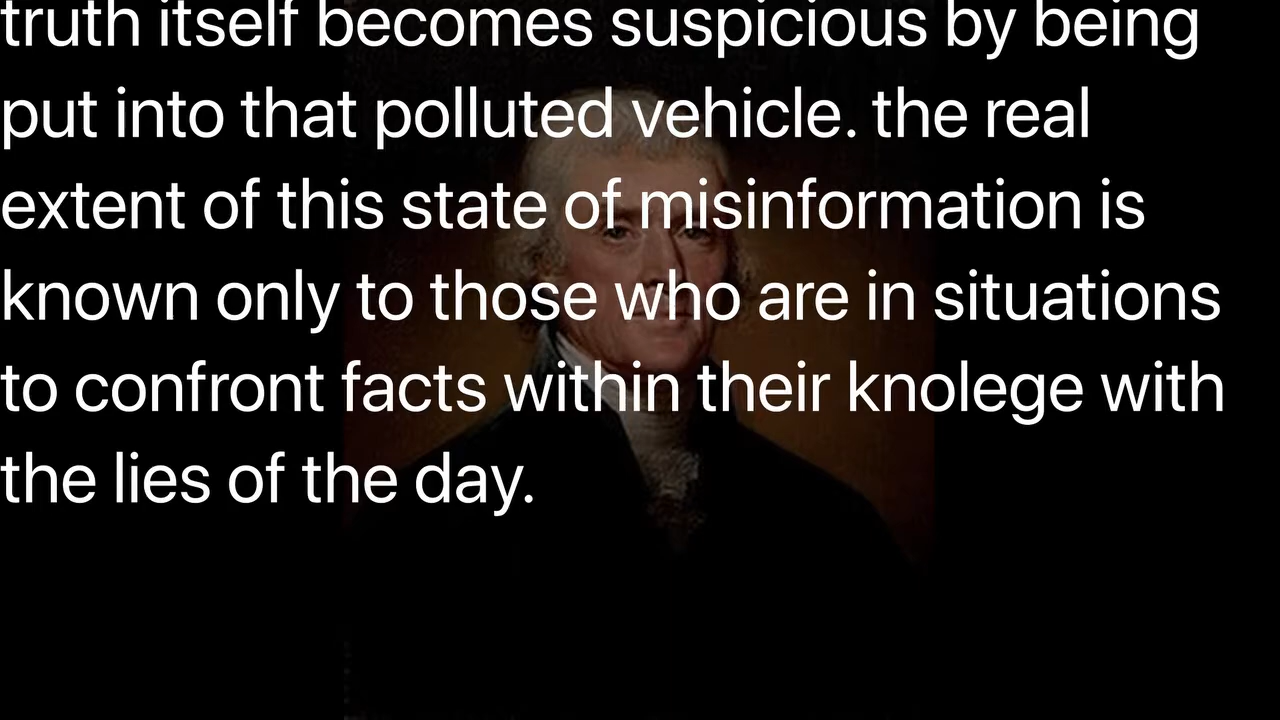 truth itself becomes suspicious by being
put into that polluted vehicle. the real
extent of this state of misinformation is
known only to those who are in situations
to confront facts within their knolege with
the lies of the day.